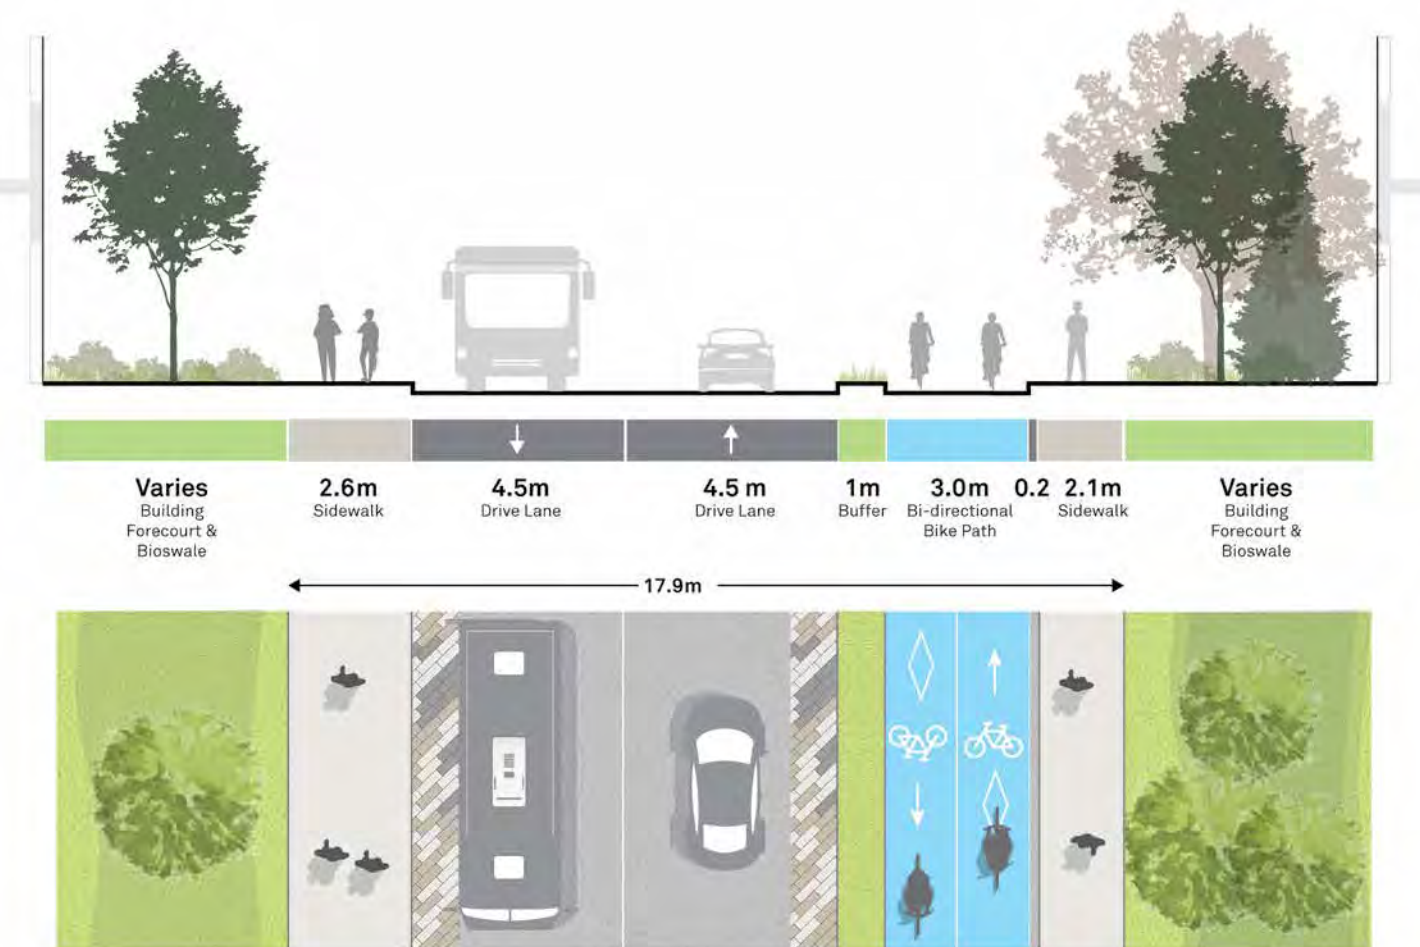 Varies
Building
Forecourt &
Bioswale
2.6m
Sidewalk
4.5m
Drive Lane
4.5 m
Drive Lane
1m
Buffer
3.0m
Bi-directional
Bike Path
0.2
2.1m
Sidewalk
Varies
Building
Forecourt &
Bioswale
17.9m